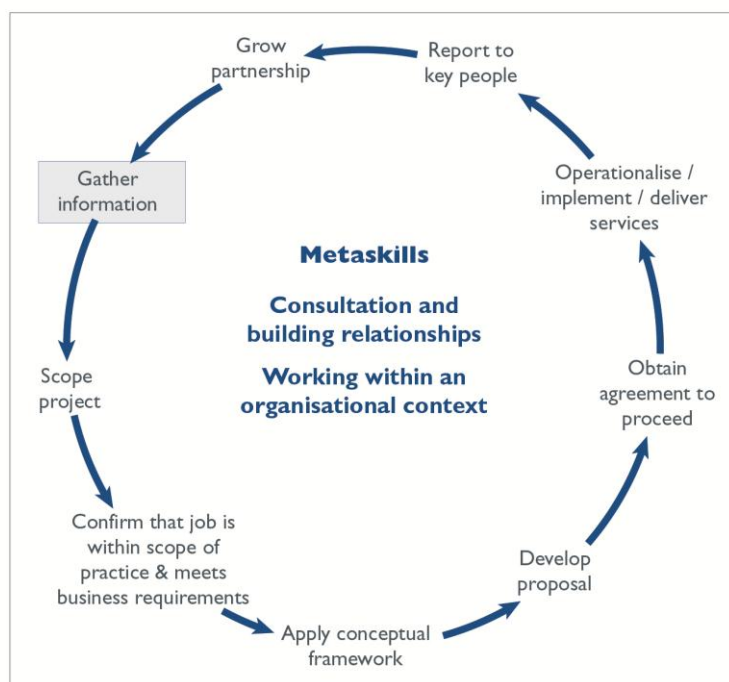 Grow
partnership
Report to
key people
Gather
information
Operationalise /
implement / deliver
services
Metaskills
Consultation and
building relationships
Working within an
organisational context
Scope
project
Obtain
agreement to
proceed
Confirm that job is
within scope of
practice & meets
business requirements
Develop
proposal
Apply conceptual
framework